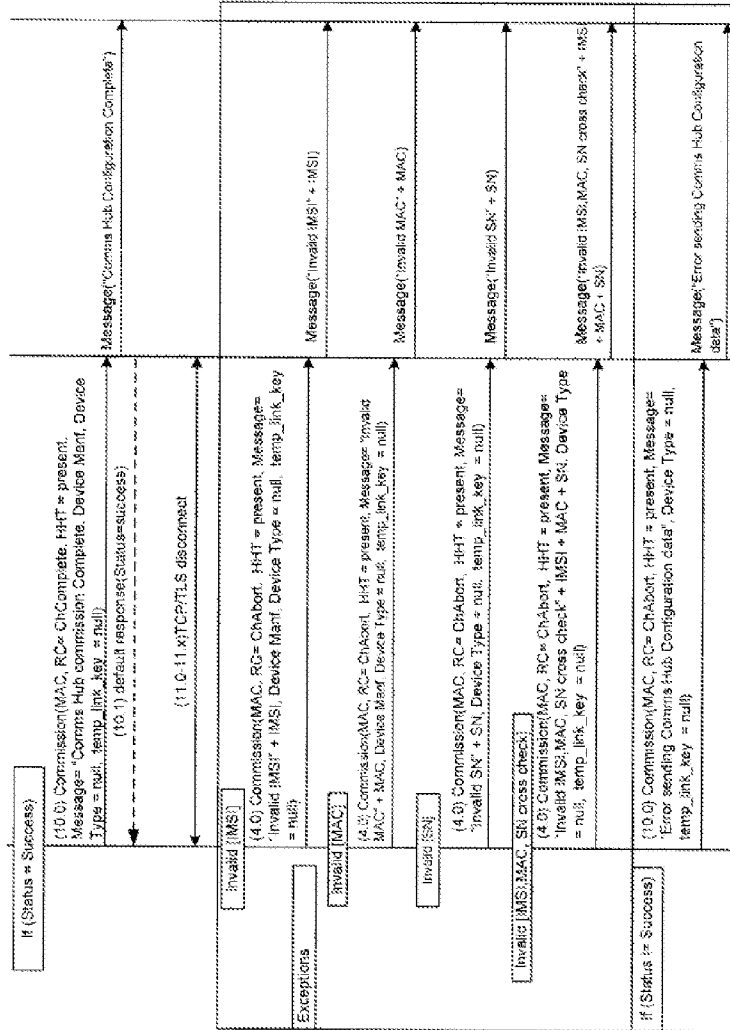 If (Status = Success)
(10.0) Commission(MAC, RC= ChComplete, HHT = present,
Message= "Comms Hub commission Complete, Device Manf, Device
Type = null, temp_link_key = null)
Message("Comms Hub Configuration Complete")
(10.1) default response(Status=success)
(11.0-11.x)TCP/TLS disconnect
Invalid [IMSI]
(4.0) Commission(MAC, RC= ChAbort, HHT = present, Message=
"Invalid IMSI" + IMSI, Device Manf, Device Type = null, temp_link_key
= null)
Message("Invalid IMSI" + IMSI)
Exceptions
Invalid [MAC]
(4.0) Commission(MAC, RC= ChAbort, HHT = present, Message= "Invalid
MAC" + MAC, Device Manf, Device Type = null, temp_link_key = null)
Message("Invalid MAC" + MAC)
Invalid [SN]
(4.0) Commission(MAC, RC= ChAbort, HHT = present, Message=
"Invalid SN" + SN, Device Type = null, temp_link_key = null)
Message("Invalid SN" + SN)
Invalid [IMSI,MAC, SN cross check]
(4.0) Commission(MAC, RC= ChAbort, HHT = present, Message=
"Invalid IMSI,MAC, SN cross check" + IMSI + MAC + SN, Device Type
= null, temp_link_key = null)
Message("Invalid IMSI,MAC, SN cross check" + IMSI
+ MAC + SN)
If (Status != Success)
(10.0) Commission(MAC, RC= ChAbort, HHT = present, Message=
"Error sending Comms Hub Configuration data", Device Type = null,
temp_link_key = null)
Message("Error sending Comms Hub Configuration
data")